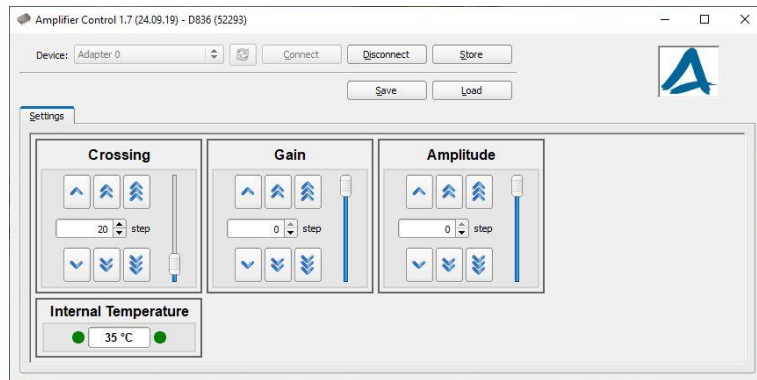 Amplifier Control 1.7 (24.09.19) - D836 (52293)
Device: Adapter 0 Connect Disconnect Store
Save Load
Settings
Crossing Gain Amplitude
20 step 0 step 0 step
Internal Temperature
35 °C